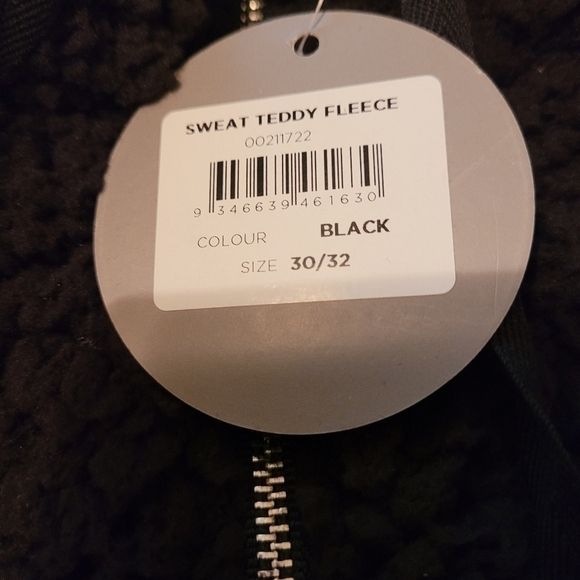 SWEAT TEDDY FLEECE
00211722
9 346639 461630
COLOUR BLACK
SIZE 30/32